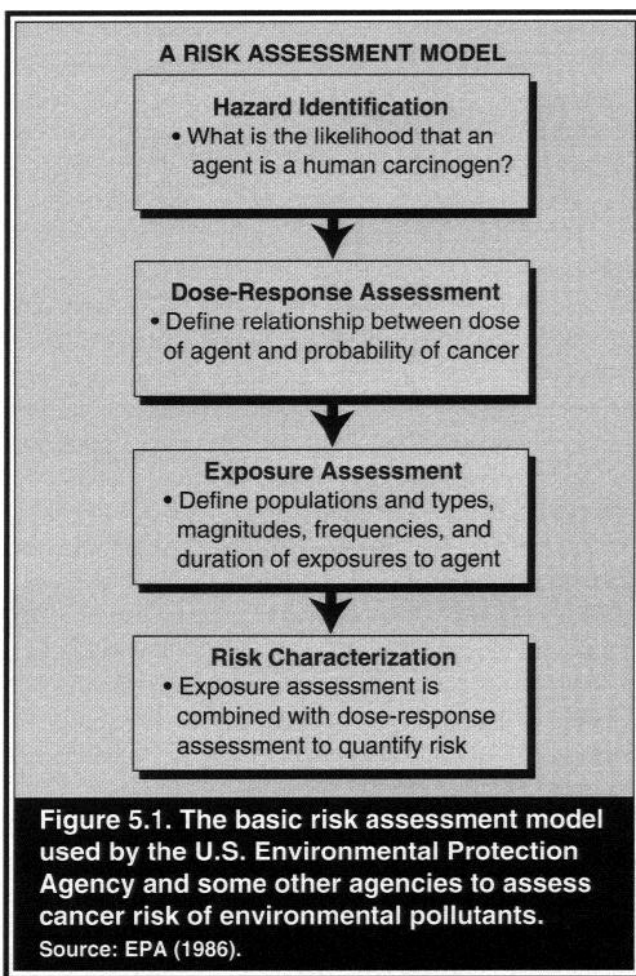 A RISK ASSESSMENT MODEL
Hazard Identification
• What is the likelihood that an
agent is a human carcinogen?
Dose-Response Assessment
• Define relationship between dose
of agent and probability of cancer
Exposure Assessment
• Define populations and types,
magnitudes, frequencies, and
duration of exposures to agent
Risk Characterization
• Exposure assessment is
combined with dose-response
assessment to quantify risk
Figure 5.1. The basic risk assessment model
used by the U.S. Environmental Protection
Agency and some other agencies to assess
cancer risk of environmental pollutants.
Source: EPA (1986).